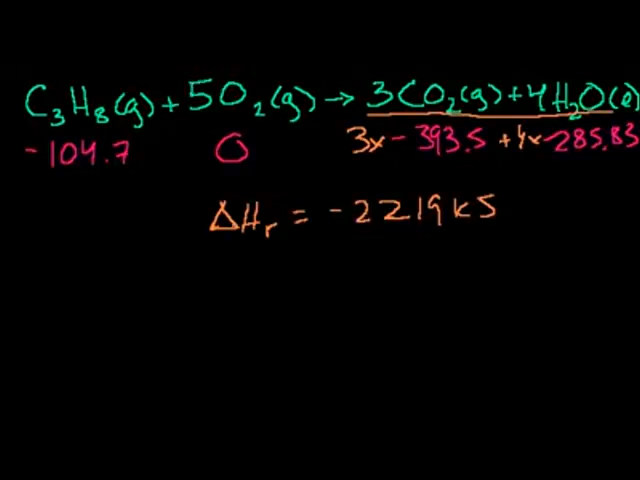 C₃H₈(g) + 5O₂(g) → 3CO₂(g) + 4H₂O(l)
-104.7 0 3x - 393.5 + 4x -285.83
ΔHᵣ = -2219 kJ